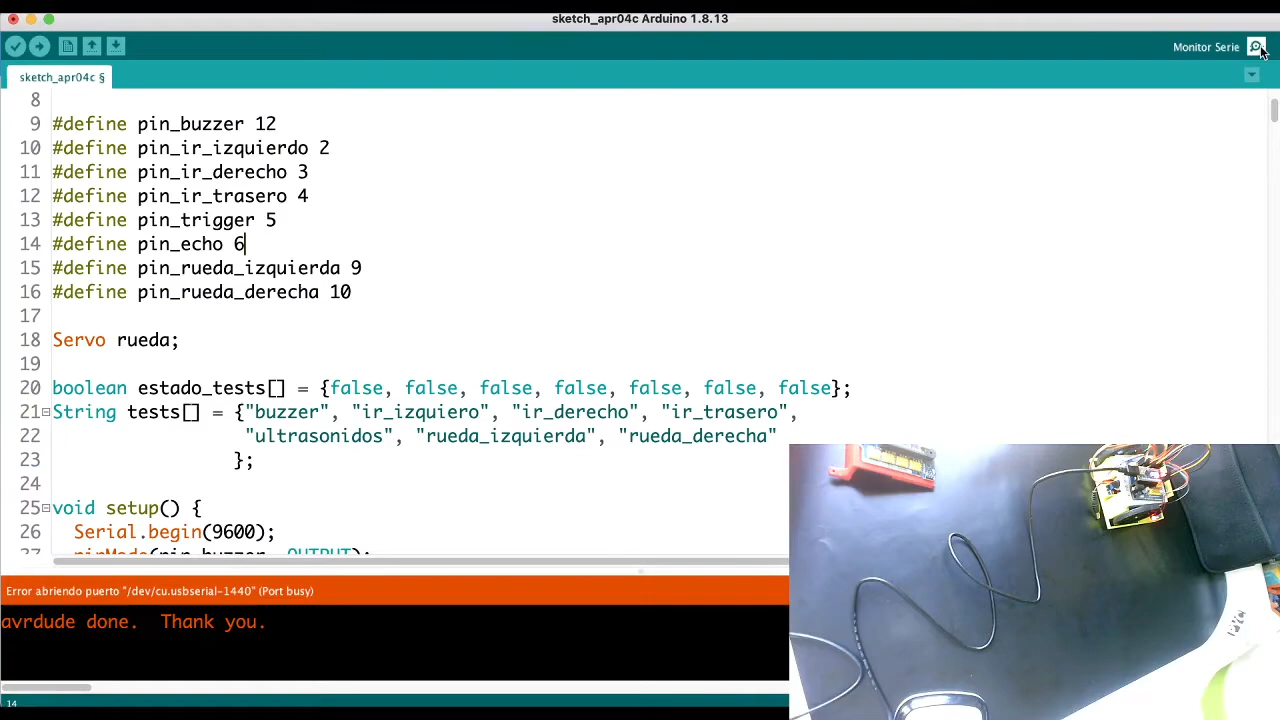 sketch_apr04c Arduino 1.8.13
Monitor Serie
sketch_apr04c §
8
9 #define pin_buzzer 12
10 #define pin_ir_izquierdo 2
11 #define pin_ir_derecho 3
12 #define pin_ir_trasero 4
13 #define pin_trigger 5
14 #define pin_echo 6
15 #define pin_rueda_izquierda 9
16 #define pin_rueda_derecha 10
17
18 Servo rueda;
19
20 boolean estado_tests[] = {false, false, false, false, false, false, false};
21 String tests[] = {"buzzer", "ir_izquiero", "ir_derecho", "ir_trasero",
22 "ultrasonidos", "rueda_izquierda", "rueda_derecha"
23 };
24
25 void setup() {
26 Serial.begin(9600);
27 pinMode(pin_buzzer, OUTPUT);
Error abriendo puerto "/dev/cu.usbserial-1440" (Port busy)
avrdude done. Thank you.
14